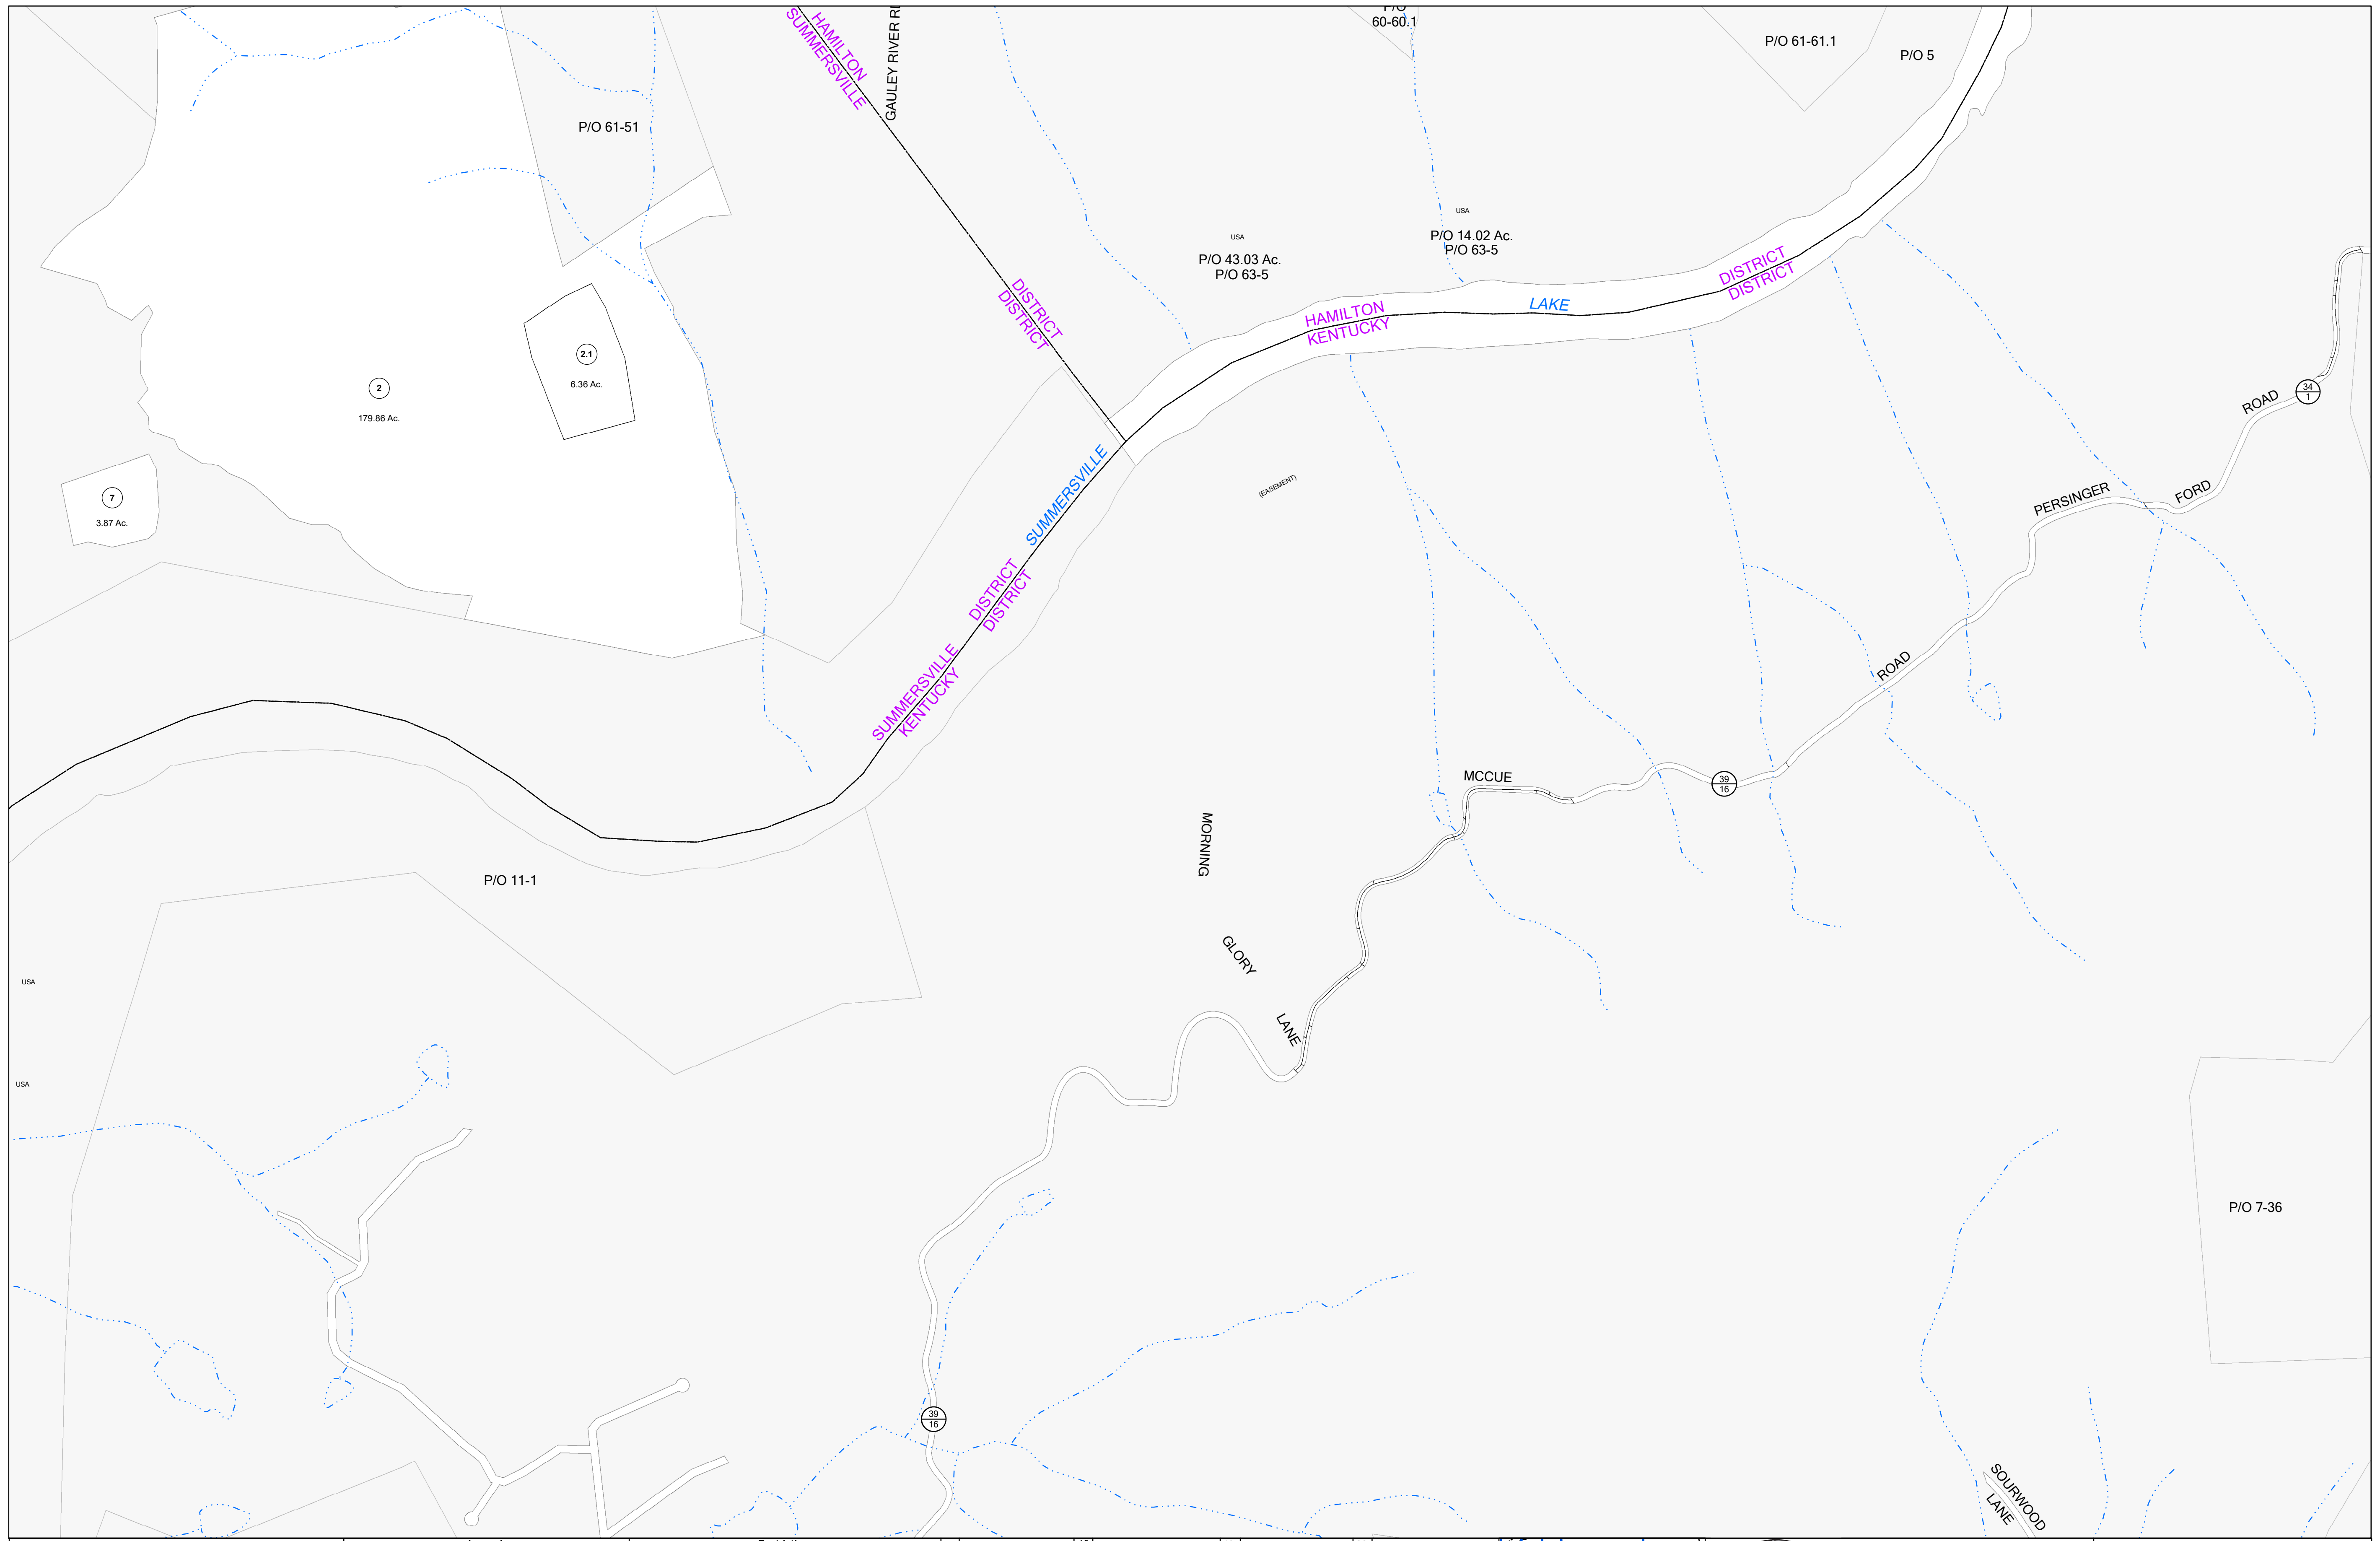 P/O
60-60.1
HAMILTON
SUMMERSVILLE
GAULEY RIVER
P/O 61-61.1
P/O 5
P/O 61-51
USA
P/O 14.02 Ac.
P/O 63-5
USA
P/O 43.03 Ac.
P/O 63-5
DISTRICT
DISTRICT
DISTRICT
DISTRICT
LAKE
HAMILTON
KENTUCKY
2.1
6.36 Ac.
2
179.86 Ac.
34
1
ROAD
FORD
PERSINGER
7
3.87 Ac.
SUMMERSVILLE
(EASEMENT)
DISTRICT
DISTRICT
SUMMERSVILLE
KENTUCKY
ROAD
MCCUE
39
16
MORNING
GLORY
LANE
P/O 11-1
USA
USA
P/O 7-36
39
16
SOURWOOD
LANE